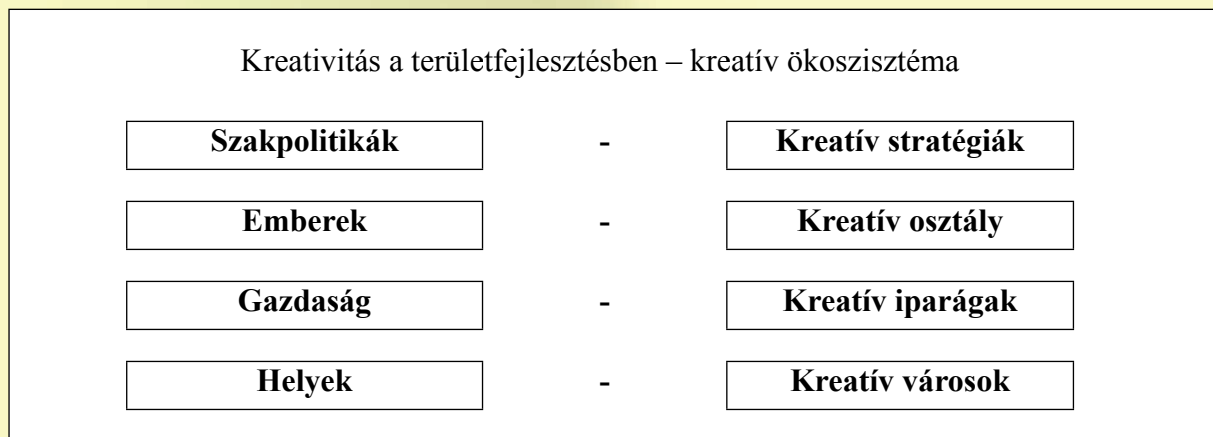 Kreativitás a területfejlesztésben – kreatív ökoszisztéma
Szakpolitikák - Kreatív stratégiák
Emberek - Kreatív osztály
Gazdaság - Kreatív iparágak
Helyek - Kreatív városok